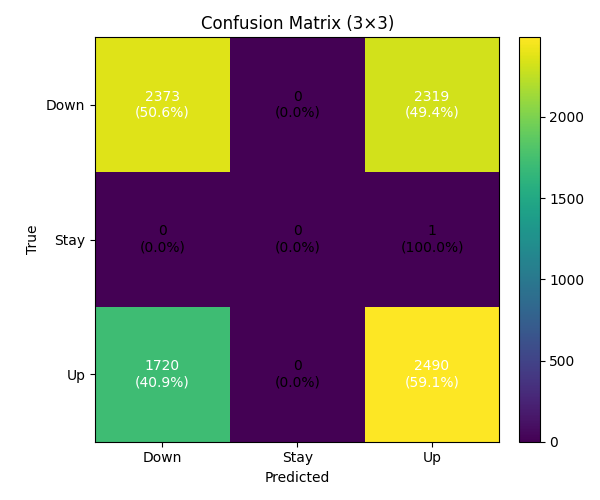 Confusion Matrix (3×3)
True
Down
2373
(50.6%)
0
(0.0%)
2319
(49.4%)
Stay
0
(0.0%)
0
(0.0%)
1
(100.0%)
Up
1720
(40.9%)
0
(0.0%)
2490
(59.1%)
Down
Stay
Up
Predicted
2000
1500
1000
500
0